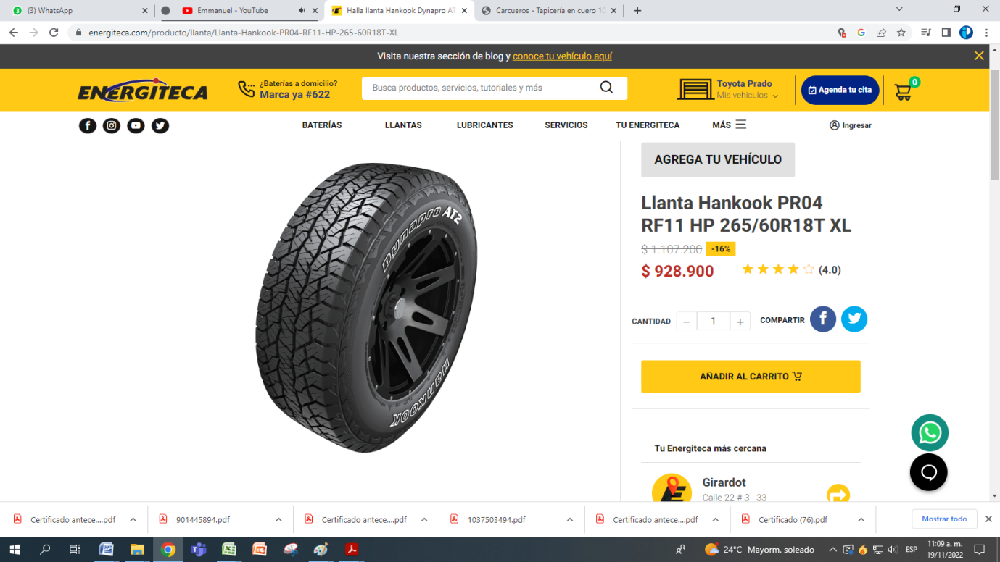 (3) WhatsApp
Emmanuel - YouTube
Halla llanta Hankook Dynapro AT
Carcueros - Tapicería en cuero 10
energiteca.com/producto/llanta/Llanta-Hankook-PR04-RF11-HP-265-60R18T-XL
Visita nuestra sección de blog y conoce tu vehículo aquí
ENERGITECA
¿Baterías a domicilio?
Marca ya #622
Busca productos, servicios, tutoriales y más
Toyota Prado
Mis vehiculos
Agenda tu cita
0
BATERÍAS
LLANTAS
LUBRICANTES
SERVICIOS
TU ENERGITECA
MÁS
Ingresar
AGREGA TU VEHÍCULO
Dynapro AT2
HANKOOK
Llanta Hankook PR04
RF11 HP 265/60R18T XL
$ 1.107.200 -16%
$ 928.900
(4.0)
CANTIDAD
1
COMPARTIR
AÑADIR AL CARRITO
Tu Energiteca más cercana
Girardot
Calle 22 # 3 - 33
Certificado antece....pdf
901445894.pdf
Certificado antece....pdf
1037503494.pdf
Certificado antece....pdf
Certificado (76).pdf
Mostrar todo
24°C Mayorm. soleado
ESP
11:09 a. m.
19/11/2022